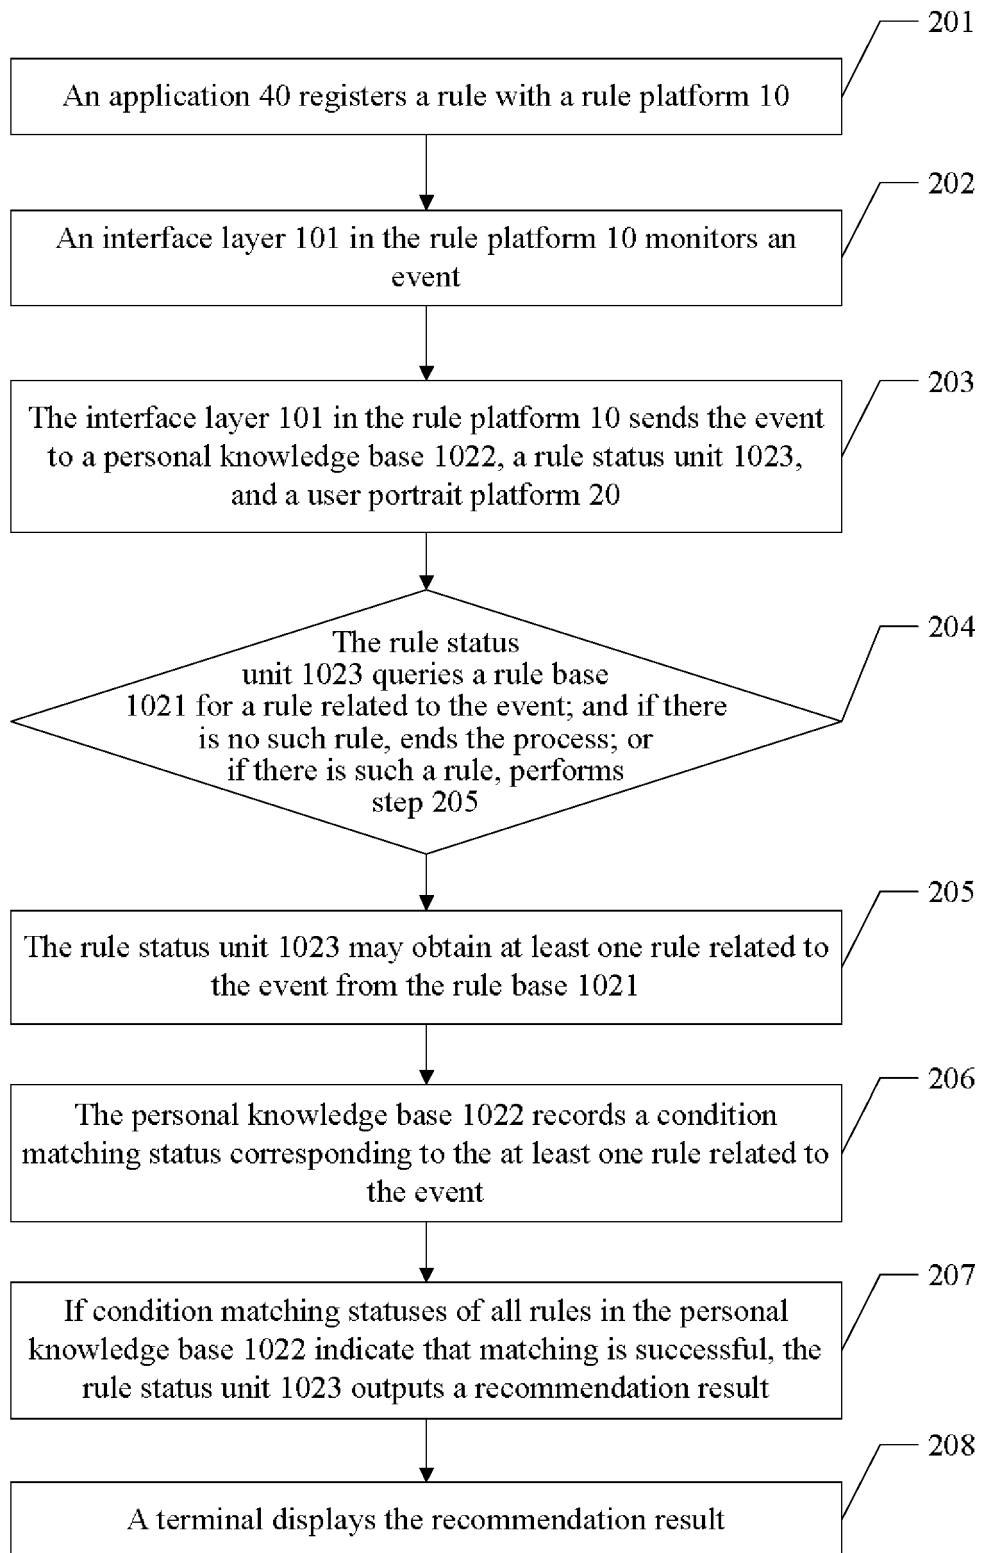 201
An application 40 registers a rule with a rule platform 10
202
An interface layer 101 in the rule platform 10 monitors an
event
203
The interface layer 101 in the rule platform 10 sends the event
to a personal knowledge base 1022, a rule status unit 1023,
and a user portrait platform 20
204
The rule status
unit 1023 queries a rule base
1021 for a rule related to the event; and if there
is no such rule, ends the process; or
if there is such a rule, performs
step 205
205
The rule status unit 1023 may obtain at least one rule related to
the event from the rule base 1021
206
The personal knowledge base 1022 records a condition
matching status corresponding to the at least one rule related to
the event
207
If condition matching statuses of all rules in the personal
knowledge base 1022 indicate that matching is successful, the
rule status unit 1023 outputs a recommendation result
208
A terminal displays the recommendation result